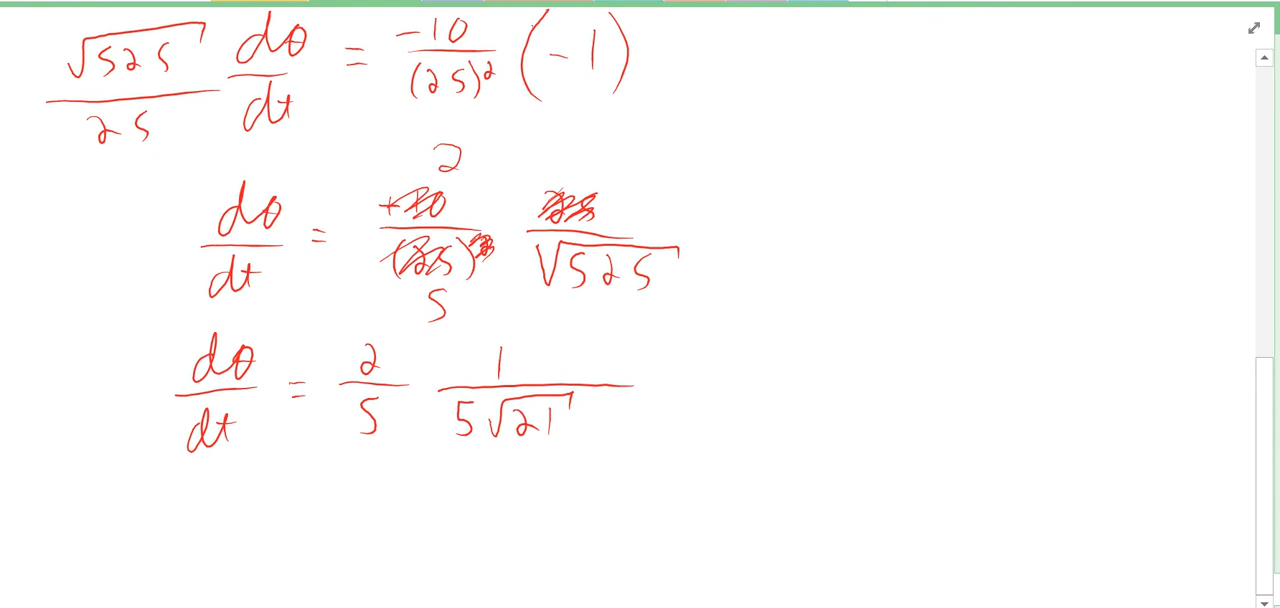 √525/25 dθ/dt = -10/(25)² (-1)
2
dθ/dt = +10/(25)² 25/√525
5
dθ/dt = 2/5 1/5√21